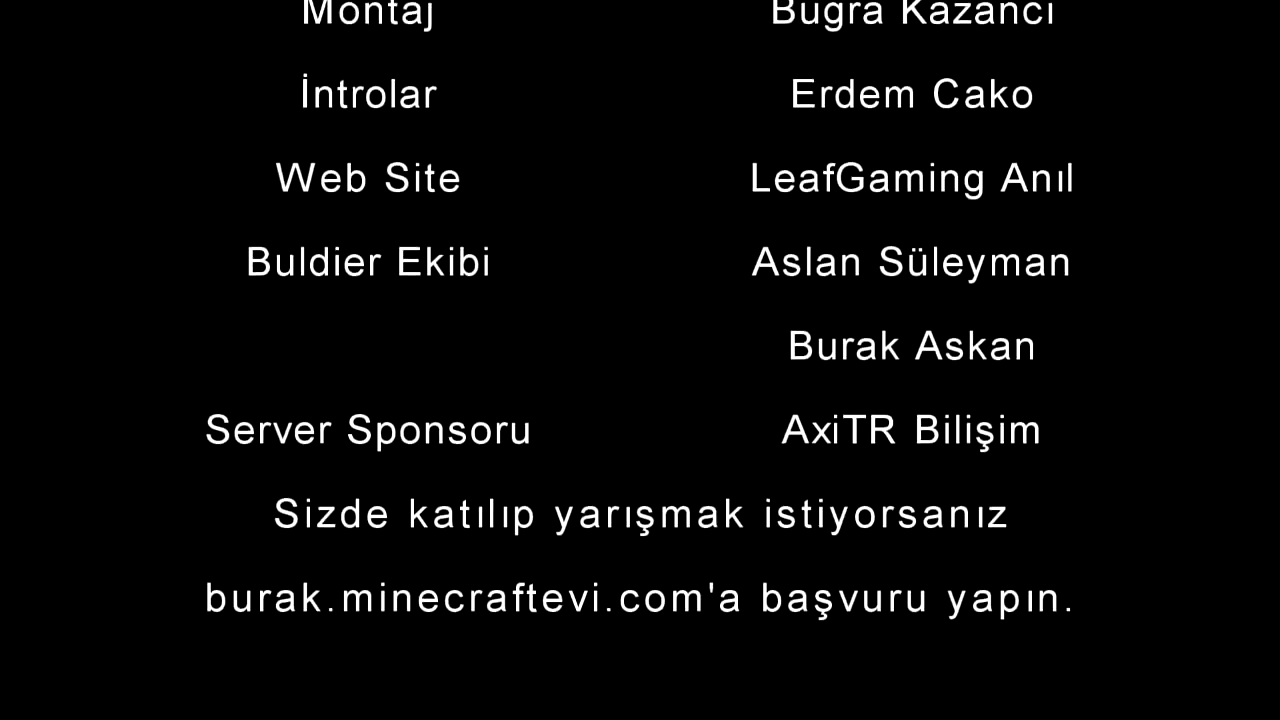 Montaj Buğra Kazancı
İntrolar Erdem Cako
Web Site LeafGaming Anıl
Buldier Ekibi Aslan Süleyman
Burak Askan
Server Sponsoru AxiTR Bilişim
Sizde katılıp yarışmak istiyorsanız
burak.minecraftevi.com'a başvuru yapın.